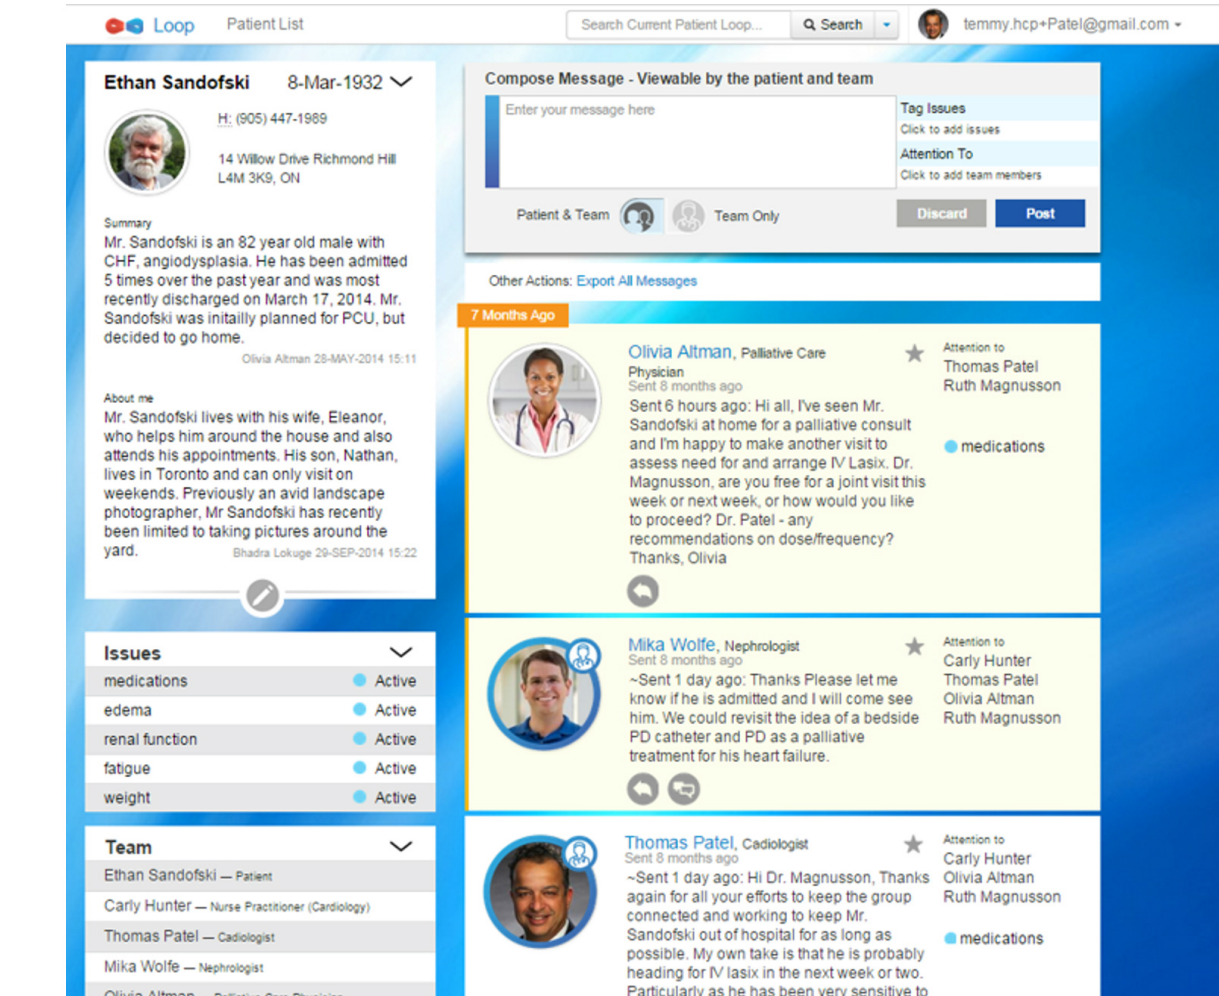 Loop
Patient List
Search Current Patient Loop...
Search
temmy.hcp+Patel@gmail.com
Ethan Sandofski
8-Mar-1932
H: (905) 447-1989
14 Willow Drive Richmond Hill
L4M 3K9, ON
Summary
Mr. Sandofski is an 82 year old male with
CHF, angiodysplasia. He has been admitted
5 times over the past year and was most
recently discharged on March 17, 2014. Mr.
Sandofski was initailly planned for PCU, but
decided to go home.
Olivia Altman 28-MAY-2014 15:11
About me
Mr. Sandofski lives with his wife, Eleanor,
who helps him around the house and also
attends his appointments. His son, Nathan,
lives in Toronto and can only visit on
weekends. Previously an avid landscape
photographer, Mr Sandofski has recently
been limited to taking pictures around the
yard.
Bhadra Lokuge 29-SEP-2014 15:22
Issues
medications Active
edema Active
renal function Active
fatigue Active
weight Active
Team
Ethan Sandofski — Patient
Carly Hunter — Nurse Practitioner (Cardiology)
Thomas Patel — Cadiologist
Mika Wolfe — Nephrologist
Olivia Altman — Palliative Care Physician
Compose Message - Viewable by the patient and team
Enter your message here
Tag Issues
Click to add issues
Attention To
Click to add team members
Patient & Team
Team Only
Discard
Post
Other Actions: Export All Messages
7 Months Ago
Olivia Altman, Palliative Care
Physician
Sent 8 months ago
Sent 6 hours ago: Hi all, I've seen Mr.
Sandofski at home for a palliative consult
and I'm happy to make another visit to
assess need for and arrange IV Lasix. Dr.
Magnusson, are you free for a joint visit this
week or next week, or how would you like
to proceed? Dr. Patel - any
recommendations on dose/frequency?
Thanks, Olivia
Attention to
Thomas Patel
Ruth Magnusson
medications
Mika Wolfe, Nephrologist
Sent 8 months ago
~Sent 1 day ago: Thanks Please let me
know if he is admitted and I will come see
him. We could revisit the idea of a bedside
PD catheter and PD as a palliative
treatment for his heart failure.
Attention to
Carly Hunter
Thomas Patel
Olivia Altman
Ruth Magnusson
Thomas Patel, Cadiologist
Sent 8 months ago
~Sent 1 day ago: Hi Dr. Magnusson, Thanks
again for all your efforts to keep the group
connected and working to keep Mr.
Sandofski out of hospital for as long as
possible. My own take is that he is probably
heading for IV lasix in the next week or two.
Particularly as he has been very sensitive to
Attention to
Carly Hunter
Olivia Altman
Ruth Magnusson
medications